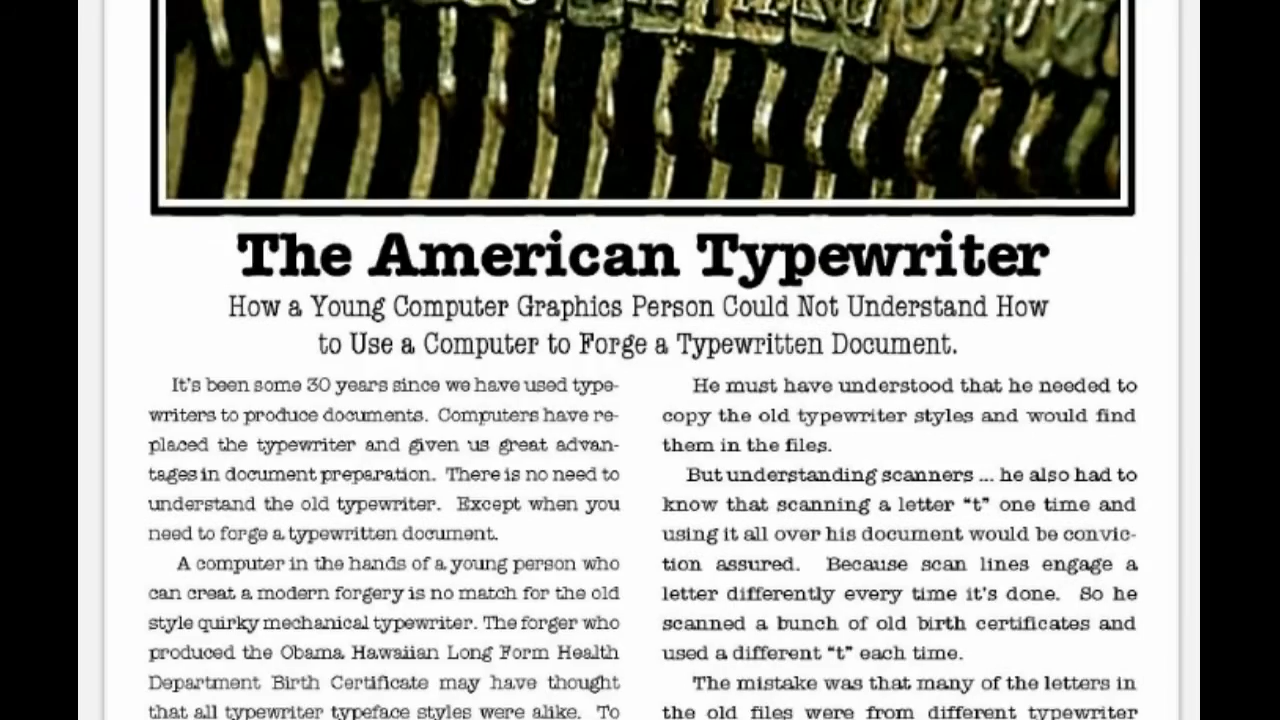 The American Typewriter
How a Young Computer Graphics Person Could Not Understand How
to Use a Computer to Forge a Typewritten Document.
It's been some 30 years since we have used type-
writers to produce documents. Computers have re-
placed the typewriter and given us great advan-
tages in document preparation. There is no need to
understand the old typewriter. Except when you
need to forge a typewritten document.
A computer in the hands of a young person who
can creat a modern forgery is no match for the old
style quirky mechanical typewriter. The forger who
produced the Obama Hawaiian Long Form Health
Department Birth Certificate may have thought
that all typewriter typeface styles were alike. To
He must have understood that he needed to
copy the old typewriter styles and would find
them in the files.
But understanding scanners ... he also had to
know that scanning a letter “t” one time and
using it all over his document would be convic-
tion assured. Because scan lines engage a
letter differently every time it's done. So he
scanned a bunch of old birth certificates and
used a different “t” each time.
The mistake was that many of the letters in
the old files were from different typewriter